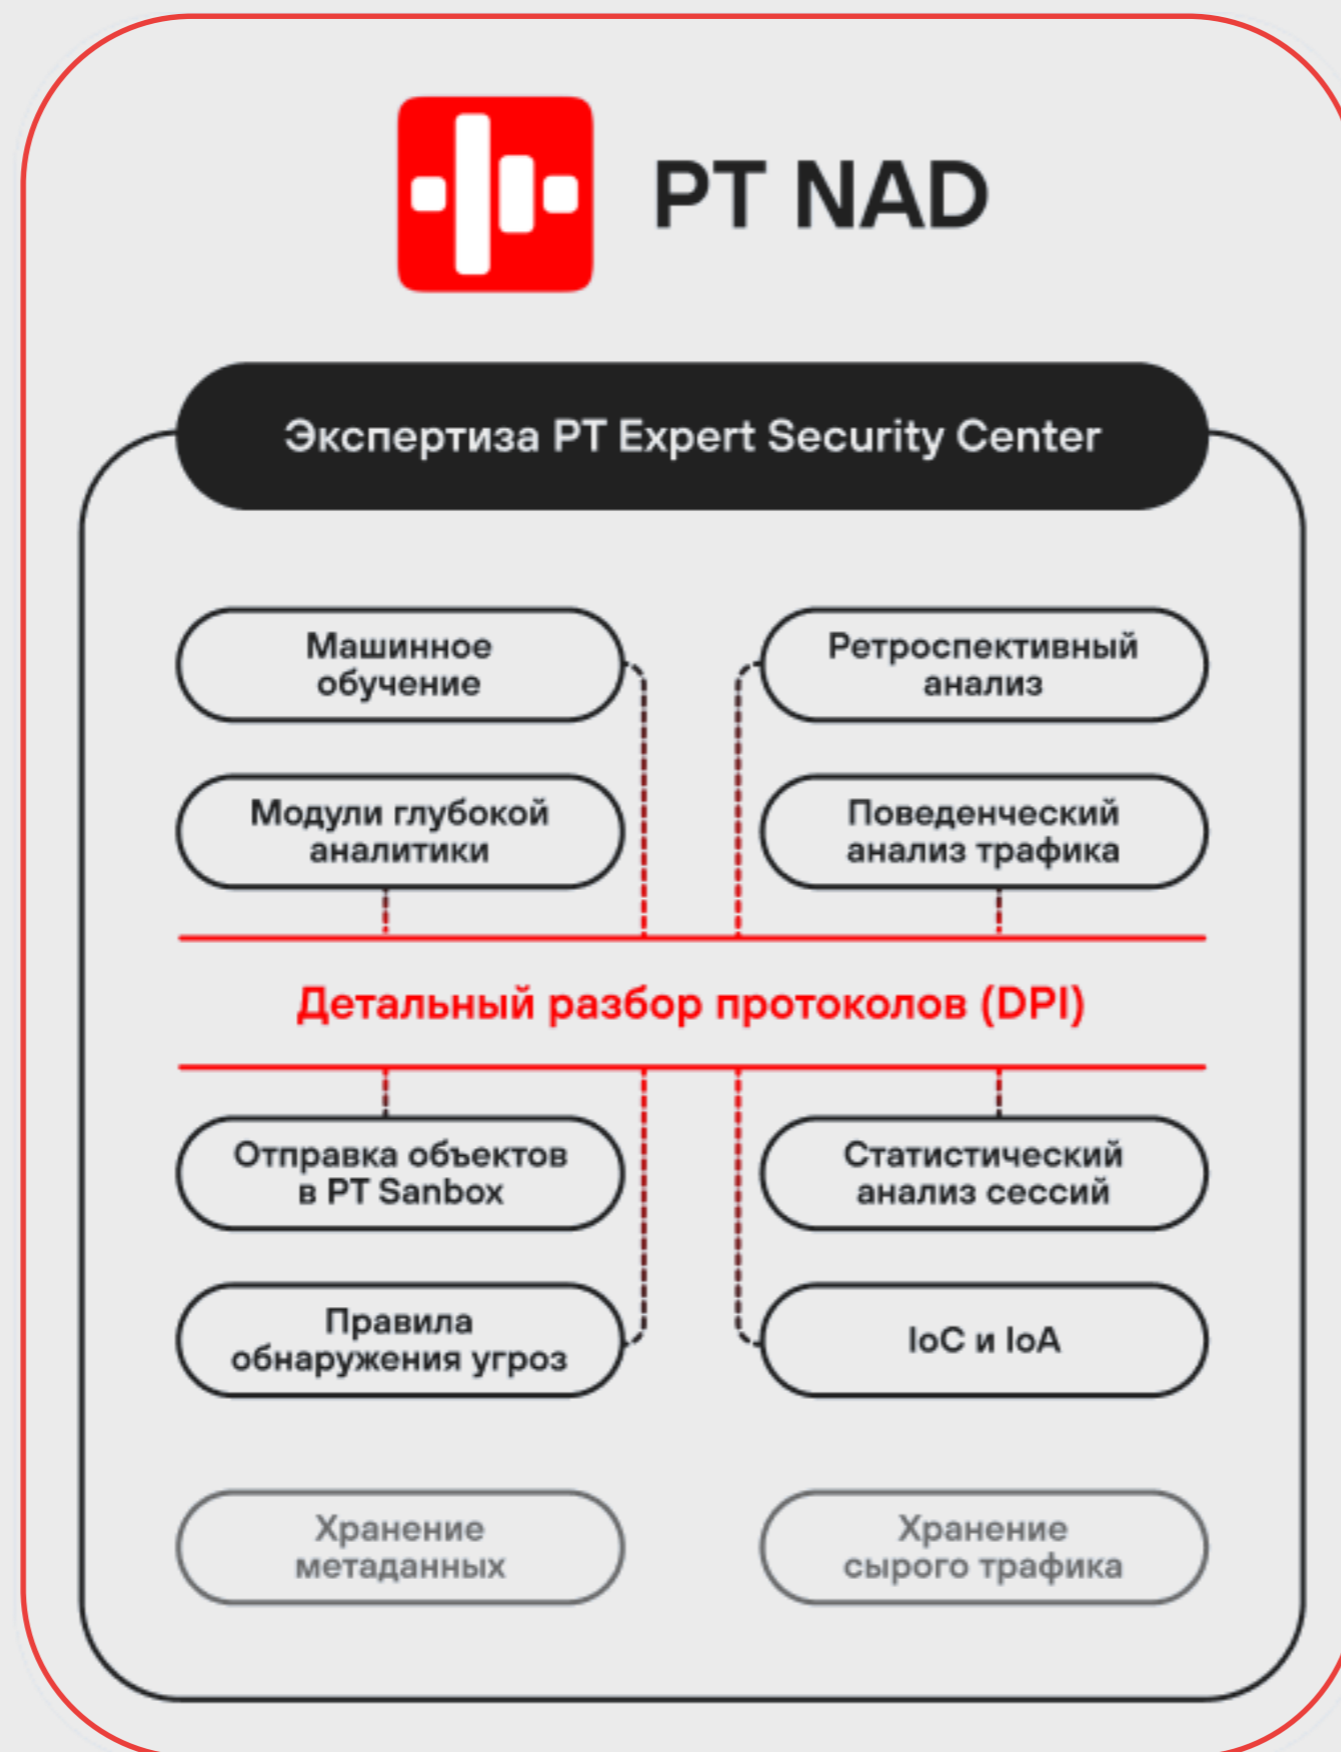 PT NAD
Экспертиза PT Expert Security Center
Машинное
обучение
Ретроспективный
анализ
Модули глубокой
аналитики
Поведенческий
анализ трафика
Детальный разбор протоколов (DPI)
Отправка объектов
в PT Sanbox
Статистический
анализ сессий
Правила
обнаружения угроз
IoC и IoA
Хранение
метаданных
Хранение
сырого трафика